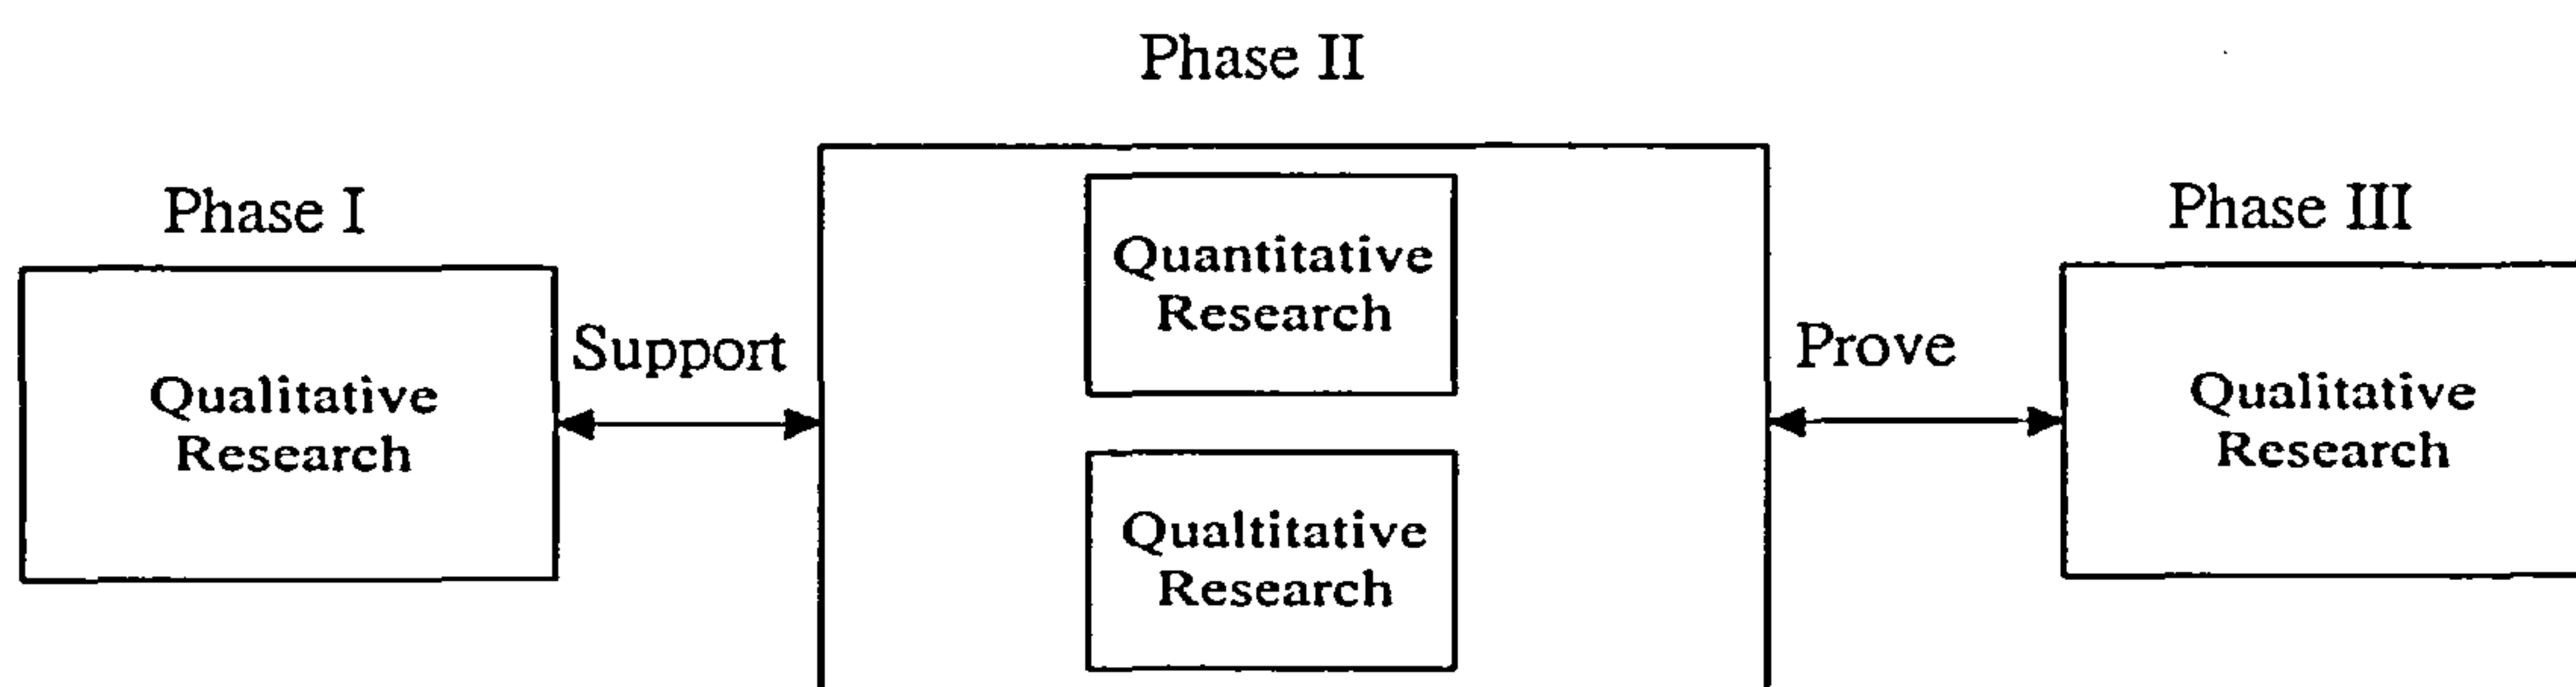 Phase II
Phase I
Phase III
Quantitative
Research
Support
Prove
Qualitative
Research
Qualitative
Research
Qualtitative
Research